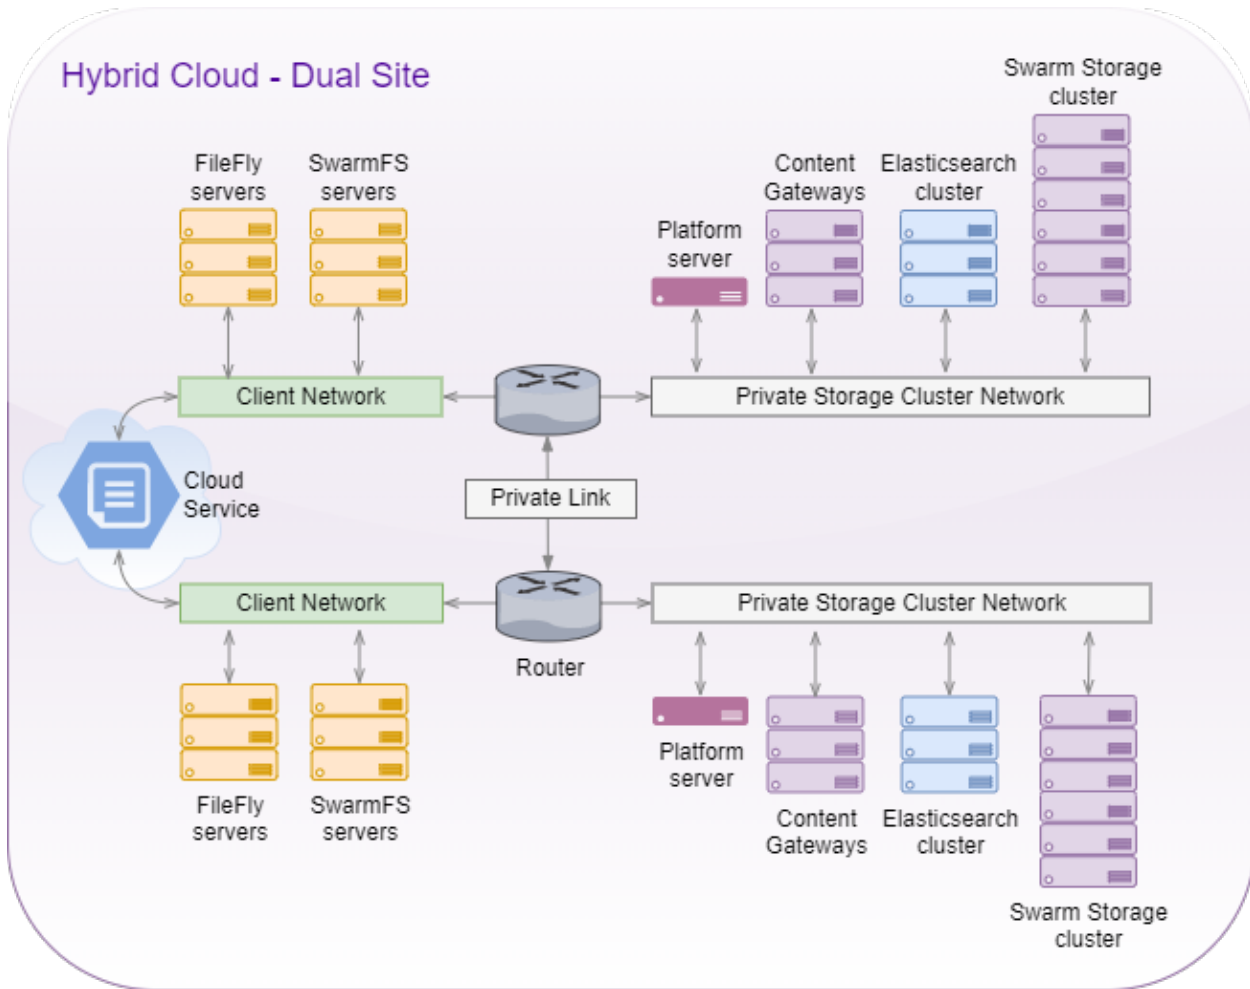 Hybrid Cloud - Dual Site
Swarm Storage
cluster
FileFly
servers
SwarmFS
servers
Content
Gateways
Elasticsearch
cluster
Platform
server
Client Network
Private Storage Cluster Network
Cloud
Service
Private Link
Client Network
Private Storage Cluster Network
Router
Platform
server
FileFly
servers
SwarmFS
servers
Content
Gateways
Elasticsearch
cluster
Swarm Storage
cluster